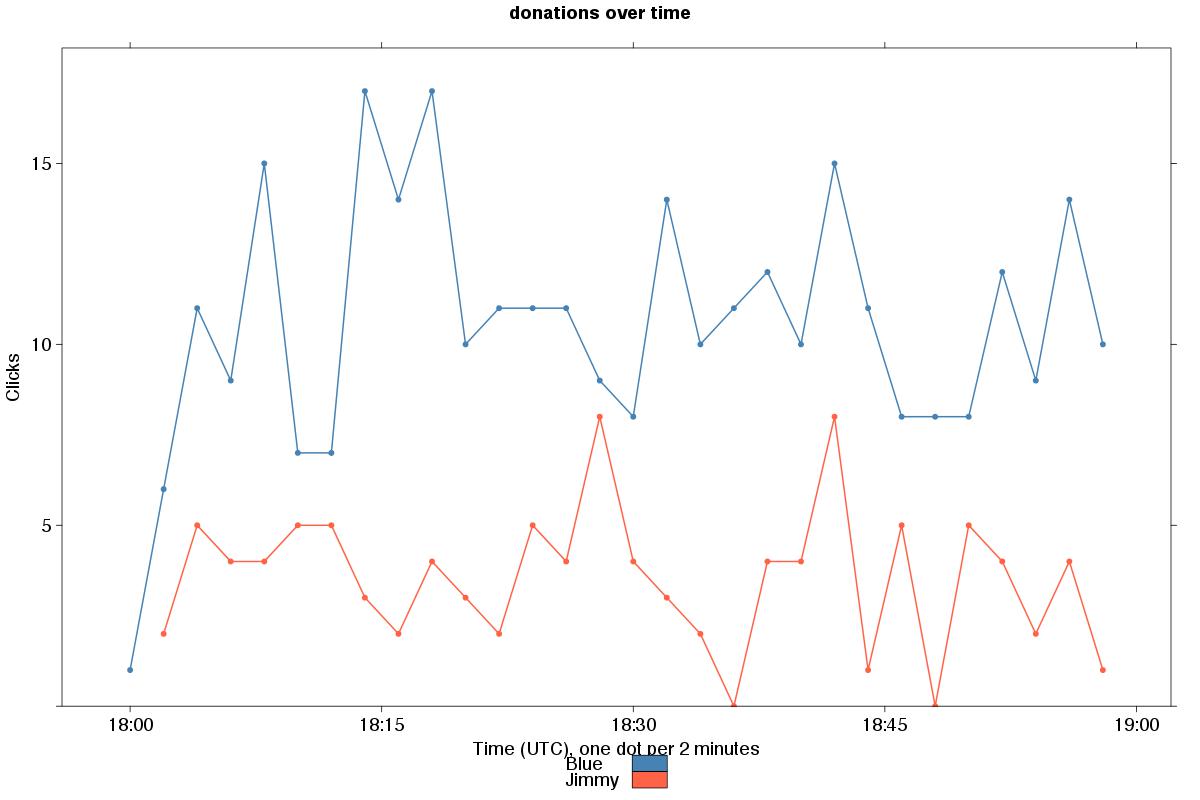 donations over time
15
10
5
Clicks
18:00 18:15 18:30 18:45 19:00
Time (UTC), one dot per 2 minutes
Blue
Jimmy